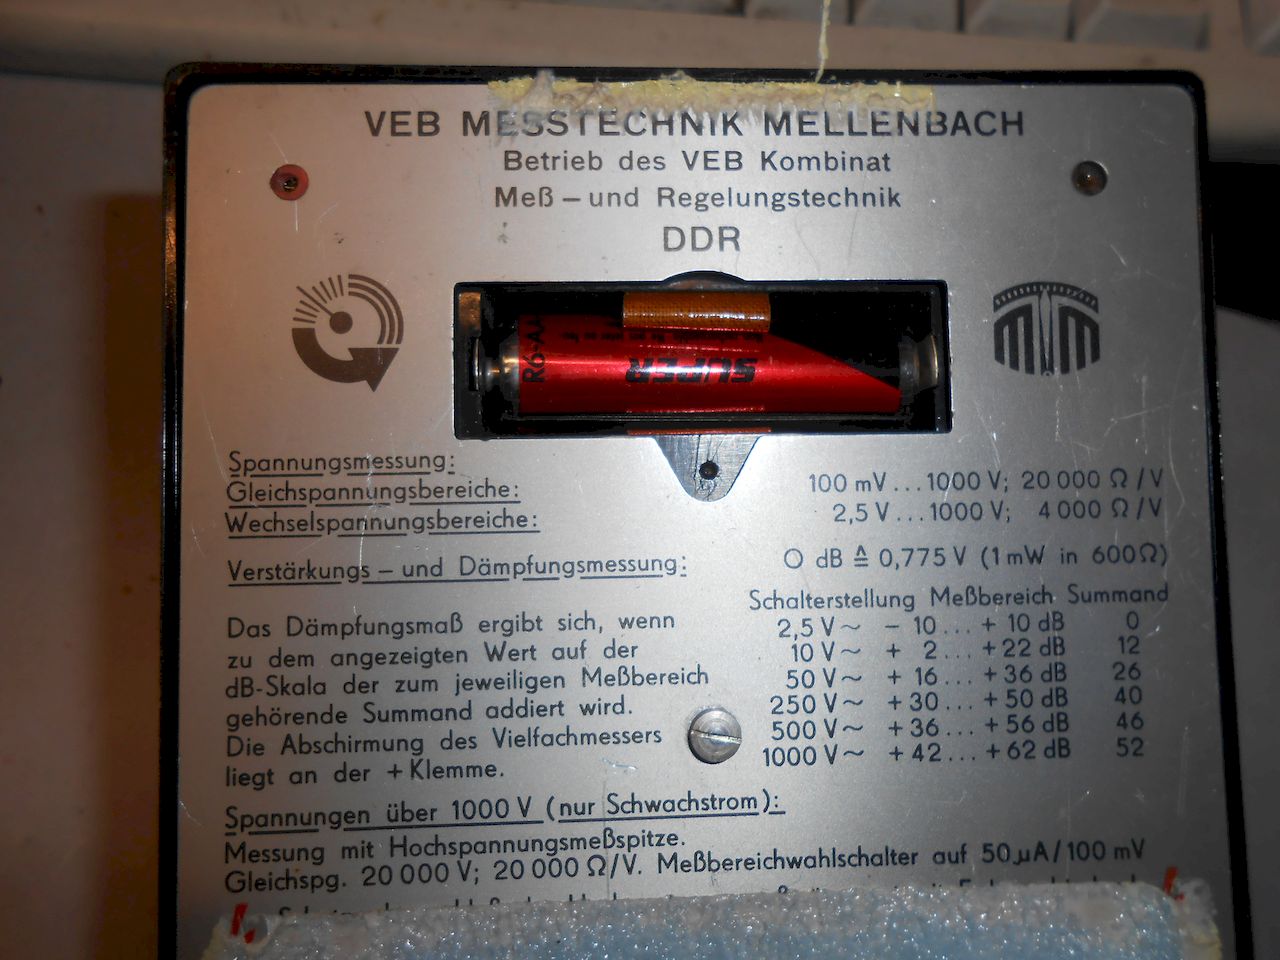 VEB MESSTECHNIK MELLENBACH
Betrieb des VEB Kombinat
Meß – und Regelungstechnik
DDR
R6-AA
SUPER
Spannungsmessung:
Gleichspannungsbereiche: 100 mV ... 1000 V; 20 000 Ω / V
Wechselspannungsbereiche: 2,5 V ... 1000 V; 4 000 Ω / V
Verstärkungs – und Dämpfungsmessung: O dB ≙ 0,775 V (1 mW in 600 Ω)
Schalterstellung Meßbereich Summand
2,5 V ~ – 10 ... + 10 dB 0
10 V ~ + 2 ... + 22 dB 12
50 V ~ + 16 ... + 36 dB 26
250 V ~ + 30 ... + 50 dB 40
500 V ~ + 36 ... + 56 dB 46
1000 V ~ + 42 ... + 62 dB 52
Das Dämpfungsmaß ergibt sich, wenn
zu dem angezeigten Wert auf der
dB-Skala der zum jeweiligen Meßbereich
gehörende Summand addiert wird.
Die Abschirmung des Vielfachmessers
liegt an der + Klemme.
Spannungen über 1000 V (nur Schwachstrom):
Messung mit Hochspannungsmeßspitze.
Gleichspg. 20 000 V; 20 000 Ω/V. Meßbereichwahlschalter auf 50 µA / 100 mV